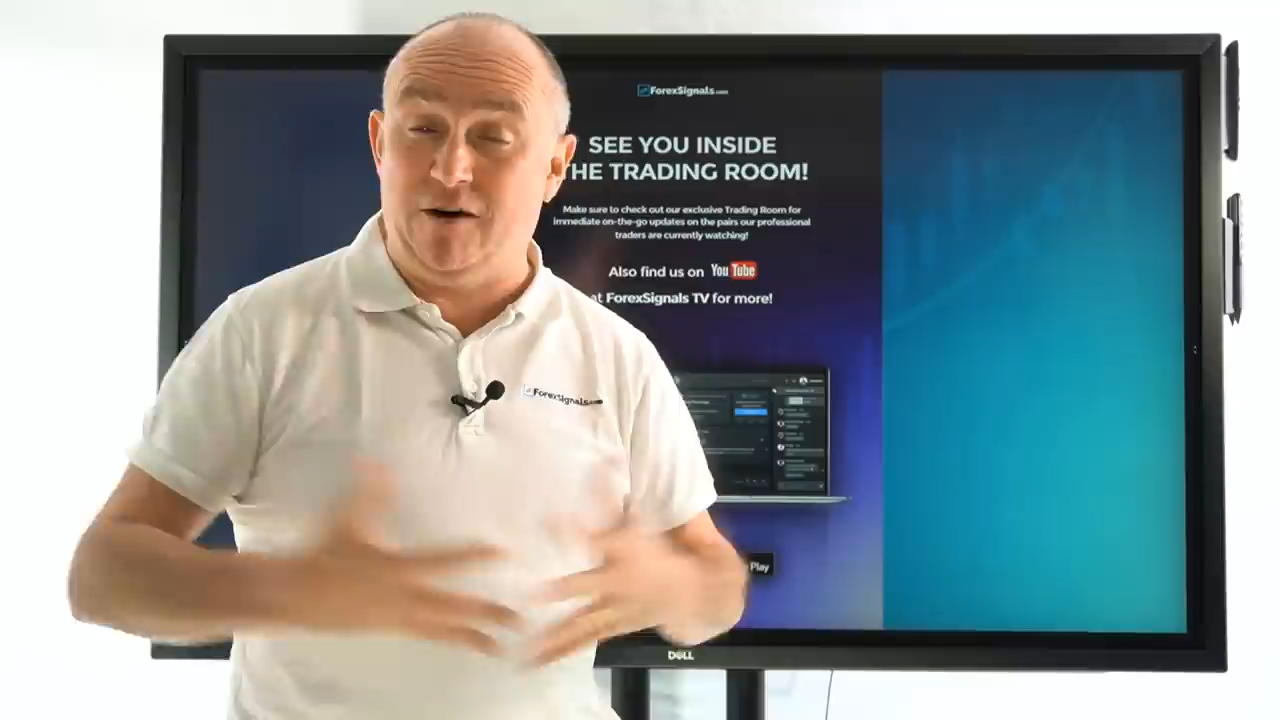 ForexSignals.com
SEE YOU INSIDE
THE TRADING ROOM!
Make sure to check out our exclusive Trading Room for
immediate on-the-go updates on the pairs our professional
traders are currently watching!
Also find us on YouTube
at ForexSignals TV for more!
ForexSignals.com
Play
DELL